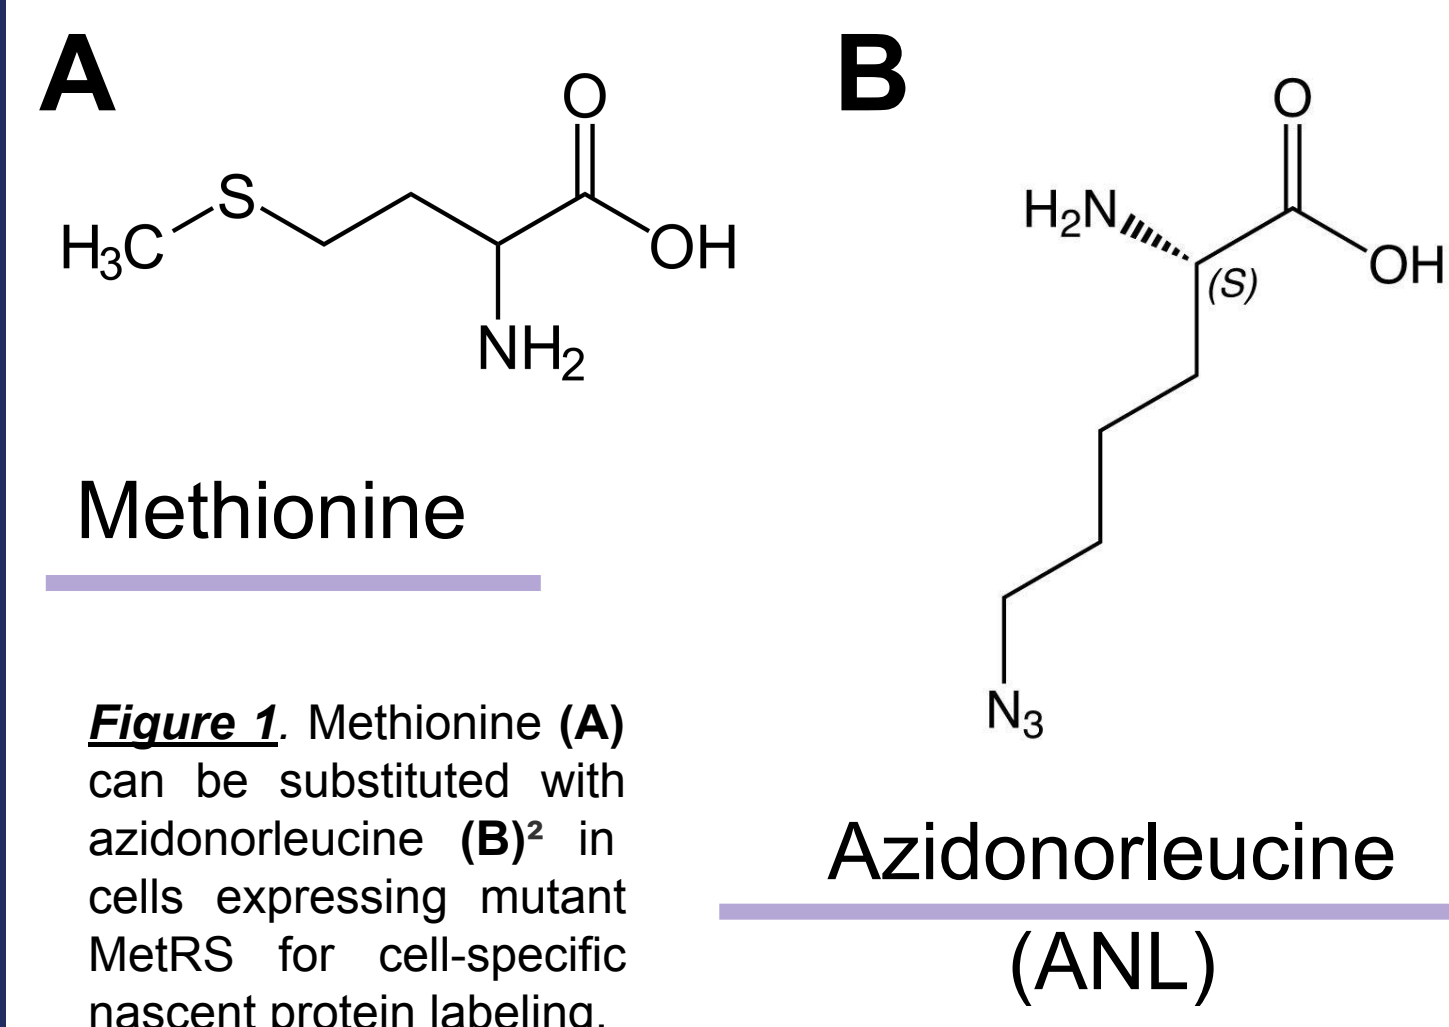 A
O
S
H₃C
OH
NH₂
Methionine
B
O
H₂N
(S)
OH
N₃
Azidonorleucine
(ANL)
Figure 1. Methionine (A)
can be substituted with
azidonorleucine (B)² in
cells expressing mutant
MetRS for cell-specific
nascent protein labeling.